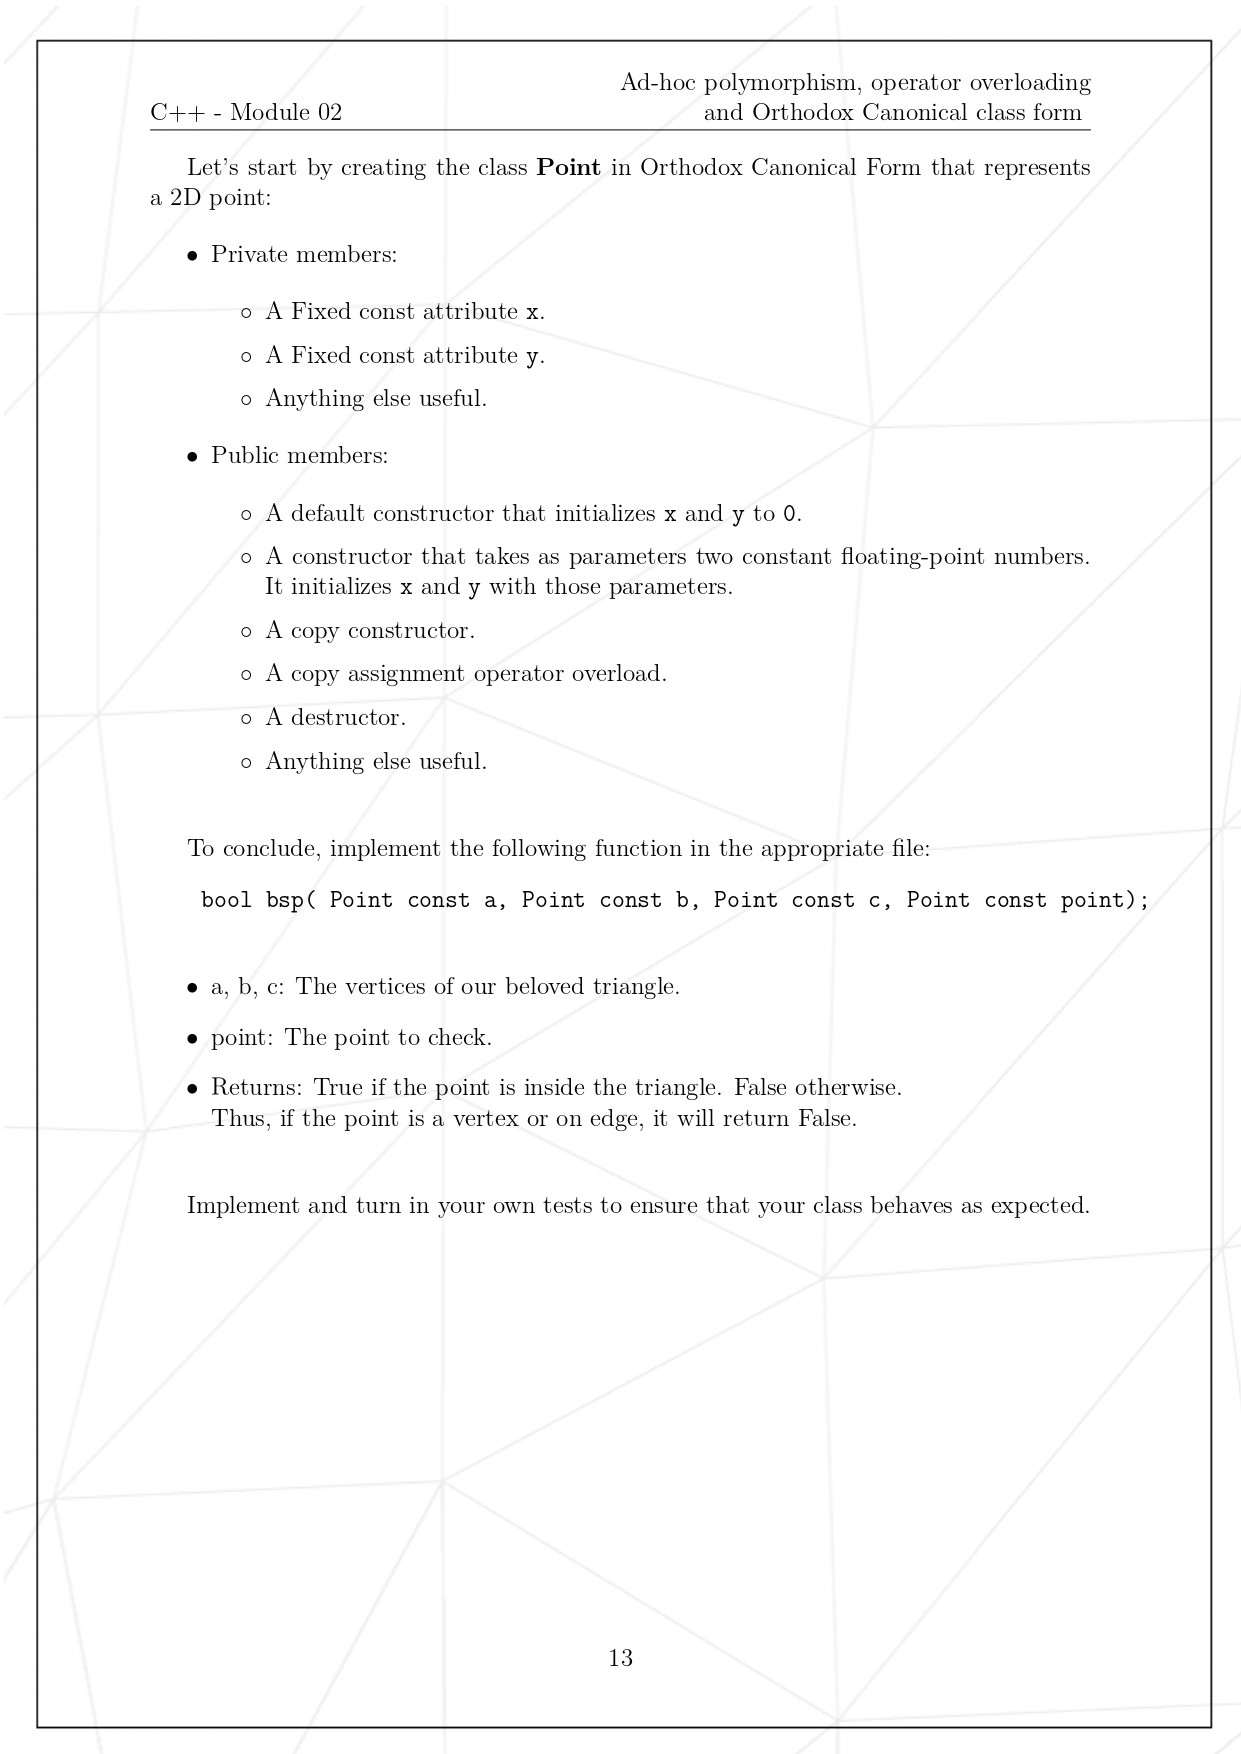 Ad-hoc polymorphism, operator overloading
C++ - Module 02 and Orthodox Canonical class form
Let's start by creating the class Point in Orthodox Canonical Form that represents
a 2D point:
• Private members:
◦ A Fixed const attribute x.
◦ A Fixed const attribute y.
◦ Anything else useful.
• Public members:
◦ A default constructor that initializes x and y to 0.
◦ A constructor that takes as parameters two constant floating-point numbers.
It initializes x and y with those parameters.
◦ A copy constructor.
◦ A copy assignment operator overload.
◦ A destructor.
◦ Anything else useful.
To conclude, implement the following function in the appropriate file:
bool bsp( Point const a, Point const b, Point const c, Point const point);
• a, b, c: The vertices of our beloved triangle.
• point: The point to check.
• Returns: True if the point is inside the triangle. False otherwise.
Thus, if the point is a vertex or on edge, it will return False.
Implement and turn in your own tests to ensure that your class behaves as expected.
13